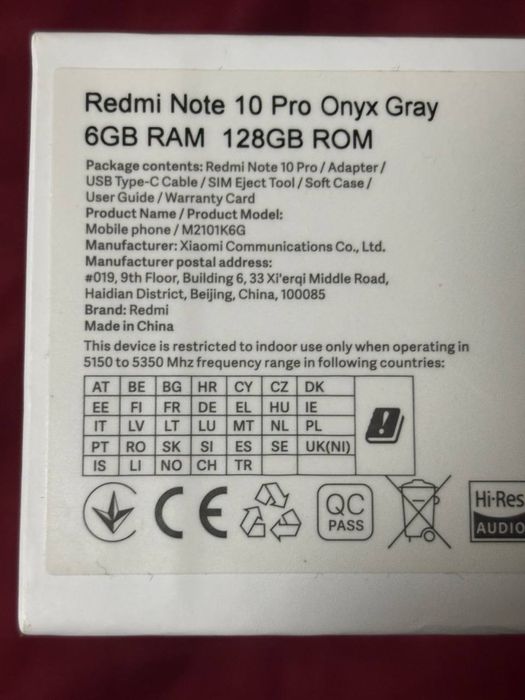 Redmi Note 10 Pro Onyx Gray
6GB RAM 128GB ROM
Package contents: Redmi Note 10 Pro / Adapter /
USB Type-C Cable / SIM Eject Tool / Soft Case /
User Guide / Warranty Card
Product Name / Product Model:
Mobile phone / M2101K6G
Manufacturer: Xiaomi Communications Co., Ltd.
Manufacturer postal address:
#019, 9th Floor, Building 6, 33 Xi'erqi Middle Road,
Haidian District, Beijing, China, 100085
Brand: Redmi
Made in China
This device is restricted to indoor use only when operating in
5150 to 5350 Mhz frequency range in following countries:
AT BE BG HR CY CZ DK
EE FI FR DE EL HU IE
IT LV LT LU MT NL PL
PT RO SK SI ES SE UK(NI)
IS LI NO CH TR
CE
QC
PASS
Hi-Res
AUDIO